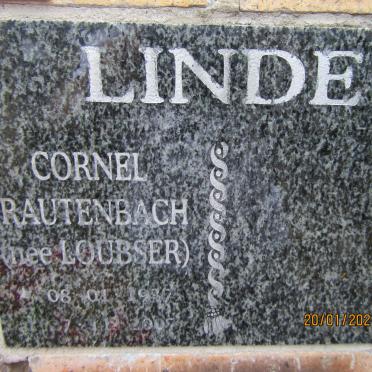 LINDE
CORNEL
RAUTENBACH
nee LOUBSER)
08 01
20/01/202